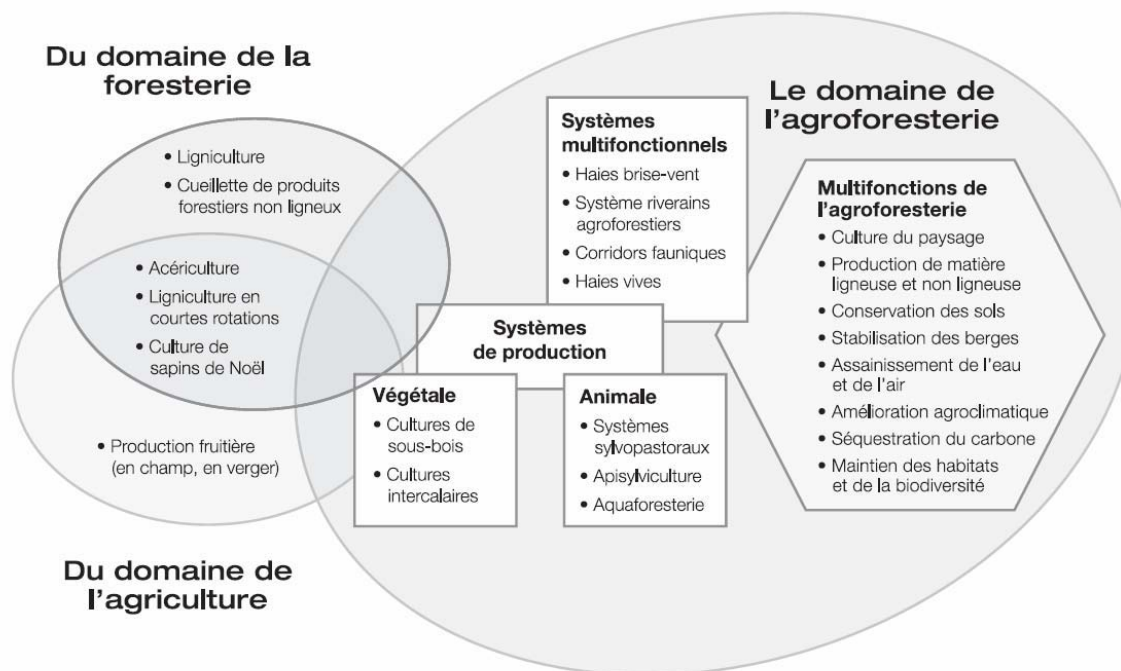 Du domaine de la
foresterie
• Ligniculture
• Cueillette de produits
forestiers non ligneux
• Acériculture
• Ligniculture en
courtes rotations
• Culture de
sapins de Noël
• Production fruitière
(en champ, en verger)
Du domaine de
l'agriculture
Le domaine de
l'agroforesterie
Systèmes
multifonctionnels
• Haies brise-vent
• Système riverains
agroforestiers
• Corridors fauniques
• Haies vives
Systèmes
de production
Végétale
• Cultures de
sous-bois
• Cultures
intercalaires
Animale
• Systèmes
sylvopastoraux
• Apisylviculture
• Aquaforesterie
Multifonctions de
l'agroforesterie
• Culture du paysage
• Production de matière
ligneuse et non ligneuse
• Conservation des sols
• Stabilisation des berges
• Assainissement de l'eau
et de l'air
• Amélioration agroclimatique
• Séquestration du carbone
• Maintien des habitats
et de la biodiversité